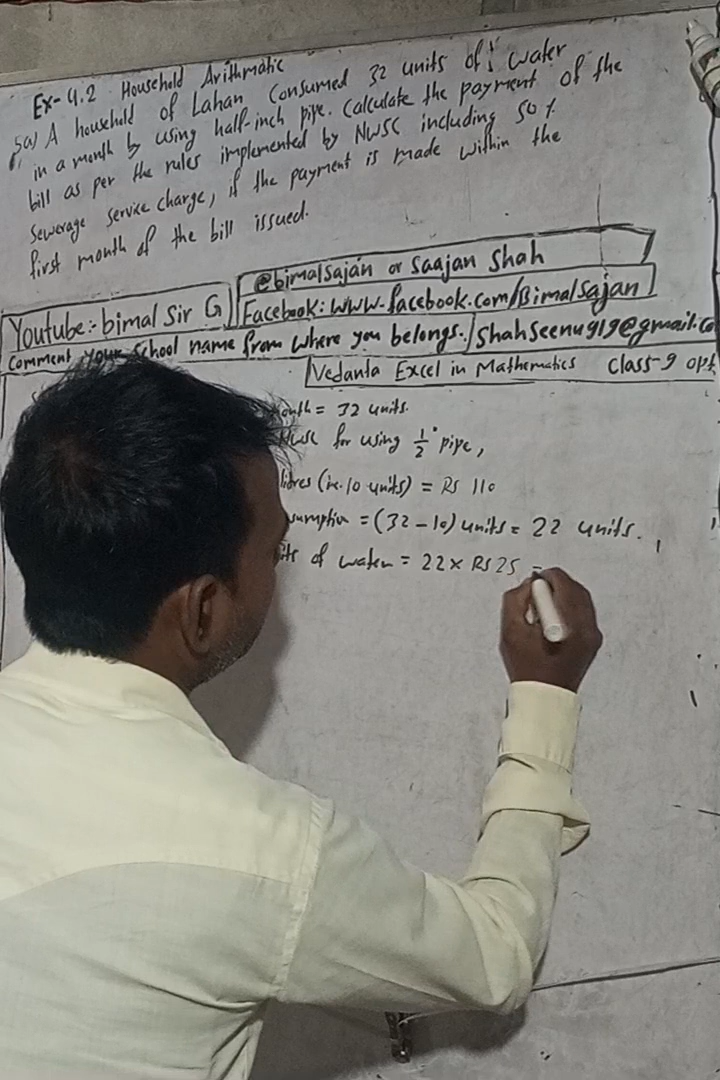 Ex-4.2 Household Arithmatic
5a) A household of Lahan Consumed 32 units of water
in a month by using half-inch pipe. Calculate the payment of the
bill as per the rules implemented by NWSC including 50%
Sewerage service charge, if the payment is made within the
first month of the bill issued.
@bimalsajan or Saajan Shah
Youtube:- bimal Sir G
Facebook: www.facebook.com/Bimalsajan
Comment your School name from where you belongs.
Shahseenu919@gmail.co
Vedanta Excel in Mathematics Class-9 opt
= 32 units.
for using 1/2" pipe,
(i.e. 10 units) = Rs 110
= (32-10) units = 22 units.
of water = 22 × Rs 25 =